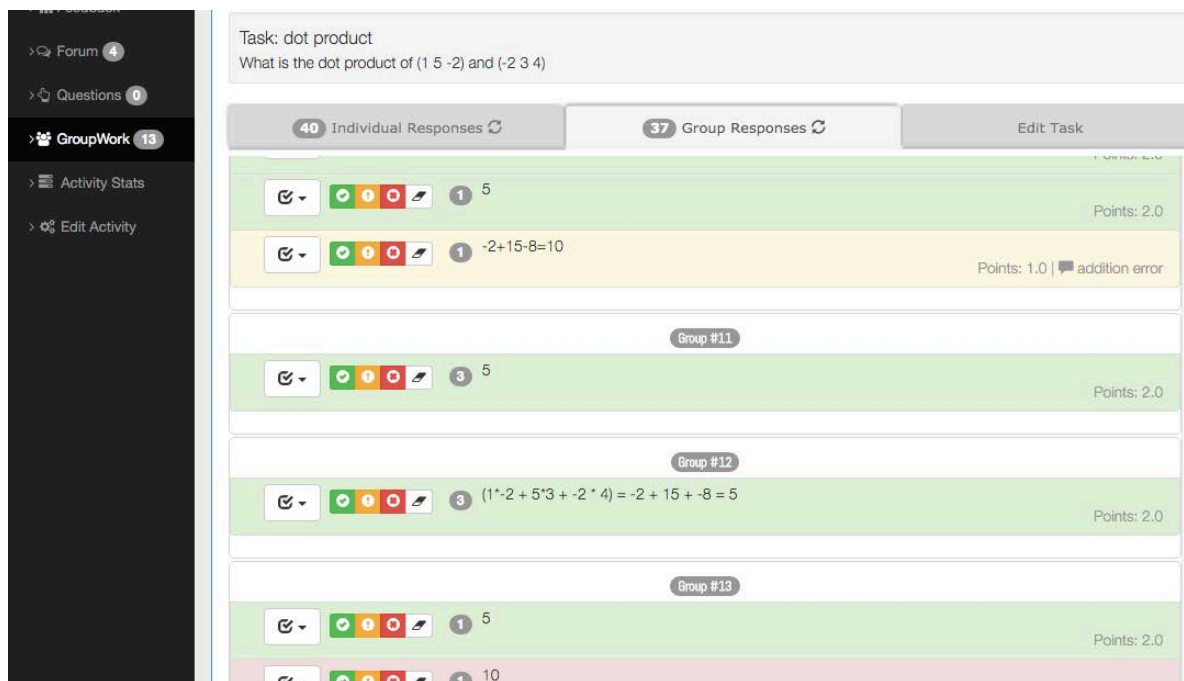 Forum 4
Questions 0
GroupWork 13
Activity Stats
Edit Activity
Task: dot product
What is the dot product of (1 5 -2) and (-2 3 4)
40 Individual Responses
37 Group Responses
Edit Task
1 5
Points: 2.0
1 -2+15-8=10
Points: 1.0 | addition error
Group #11
3 5
Points: 2.0
Group #12
3 (1*-2 + 5*3 + -2 * 4) = -2 + 15 + -8 = 5
Points: 2.0
Group #13
1 5
Points: 2.0
1 10